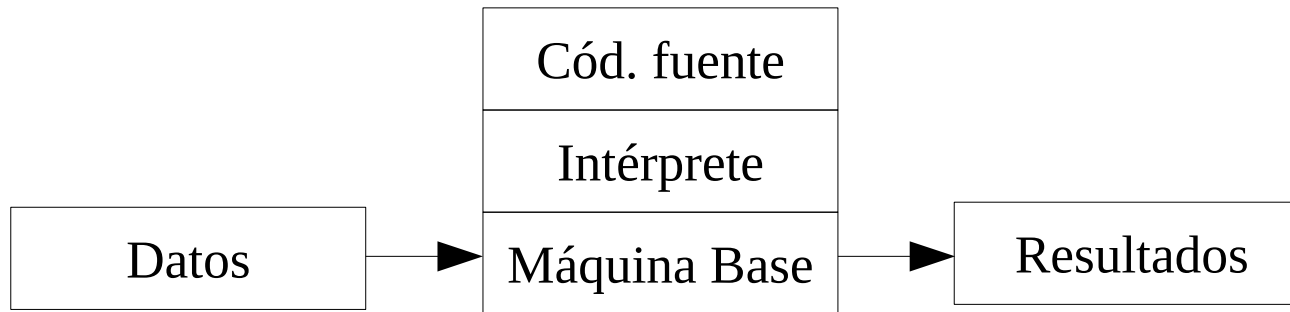 Cód. fuente
Intérprete
Datos
Máquina Base
Resultados